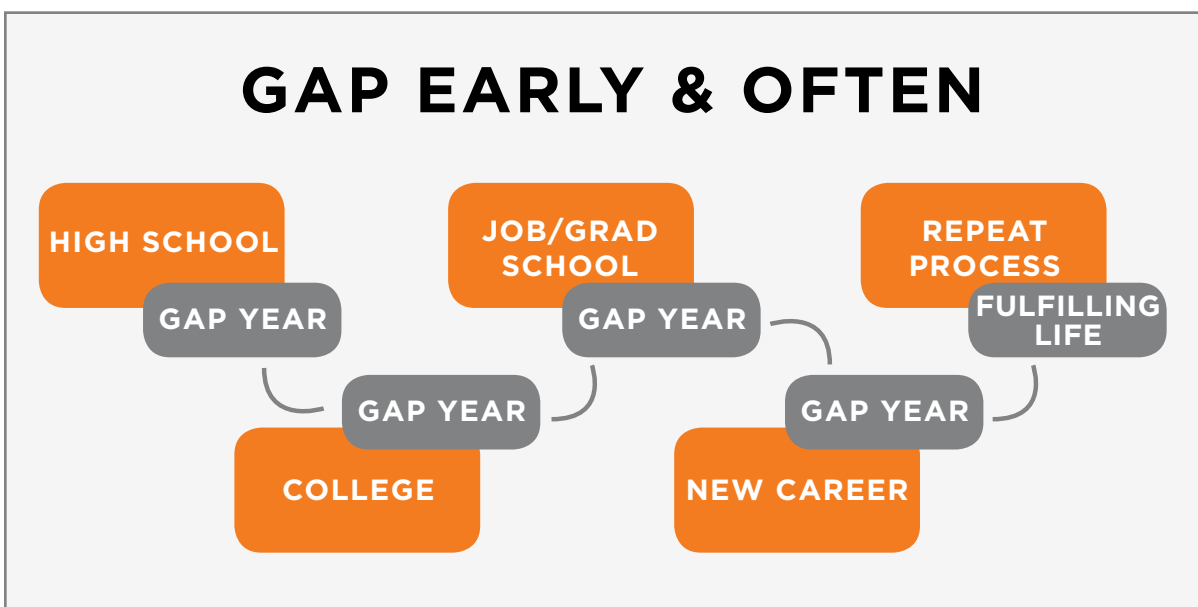 GAP EARLY & OFTEN
HIGH SCHOOL
GAP YEAR
GAP YEAR
COLLEGE
JOB/GRAD
SCHOOL
GAP YEAR
GAP YEAR
NEW CAREER
REPEAT
PROCESS
FULFILLING
LIFE